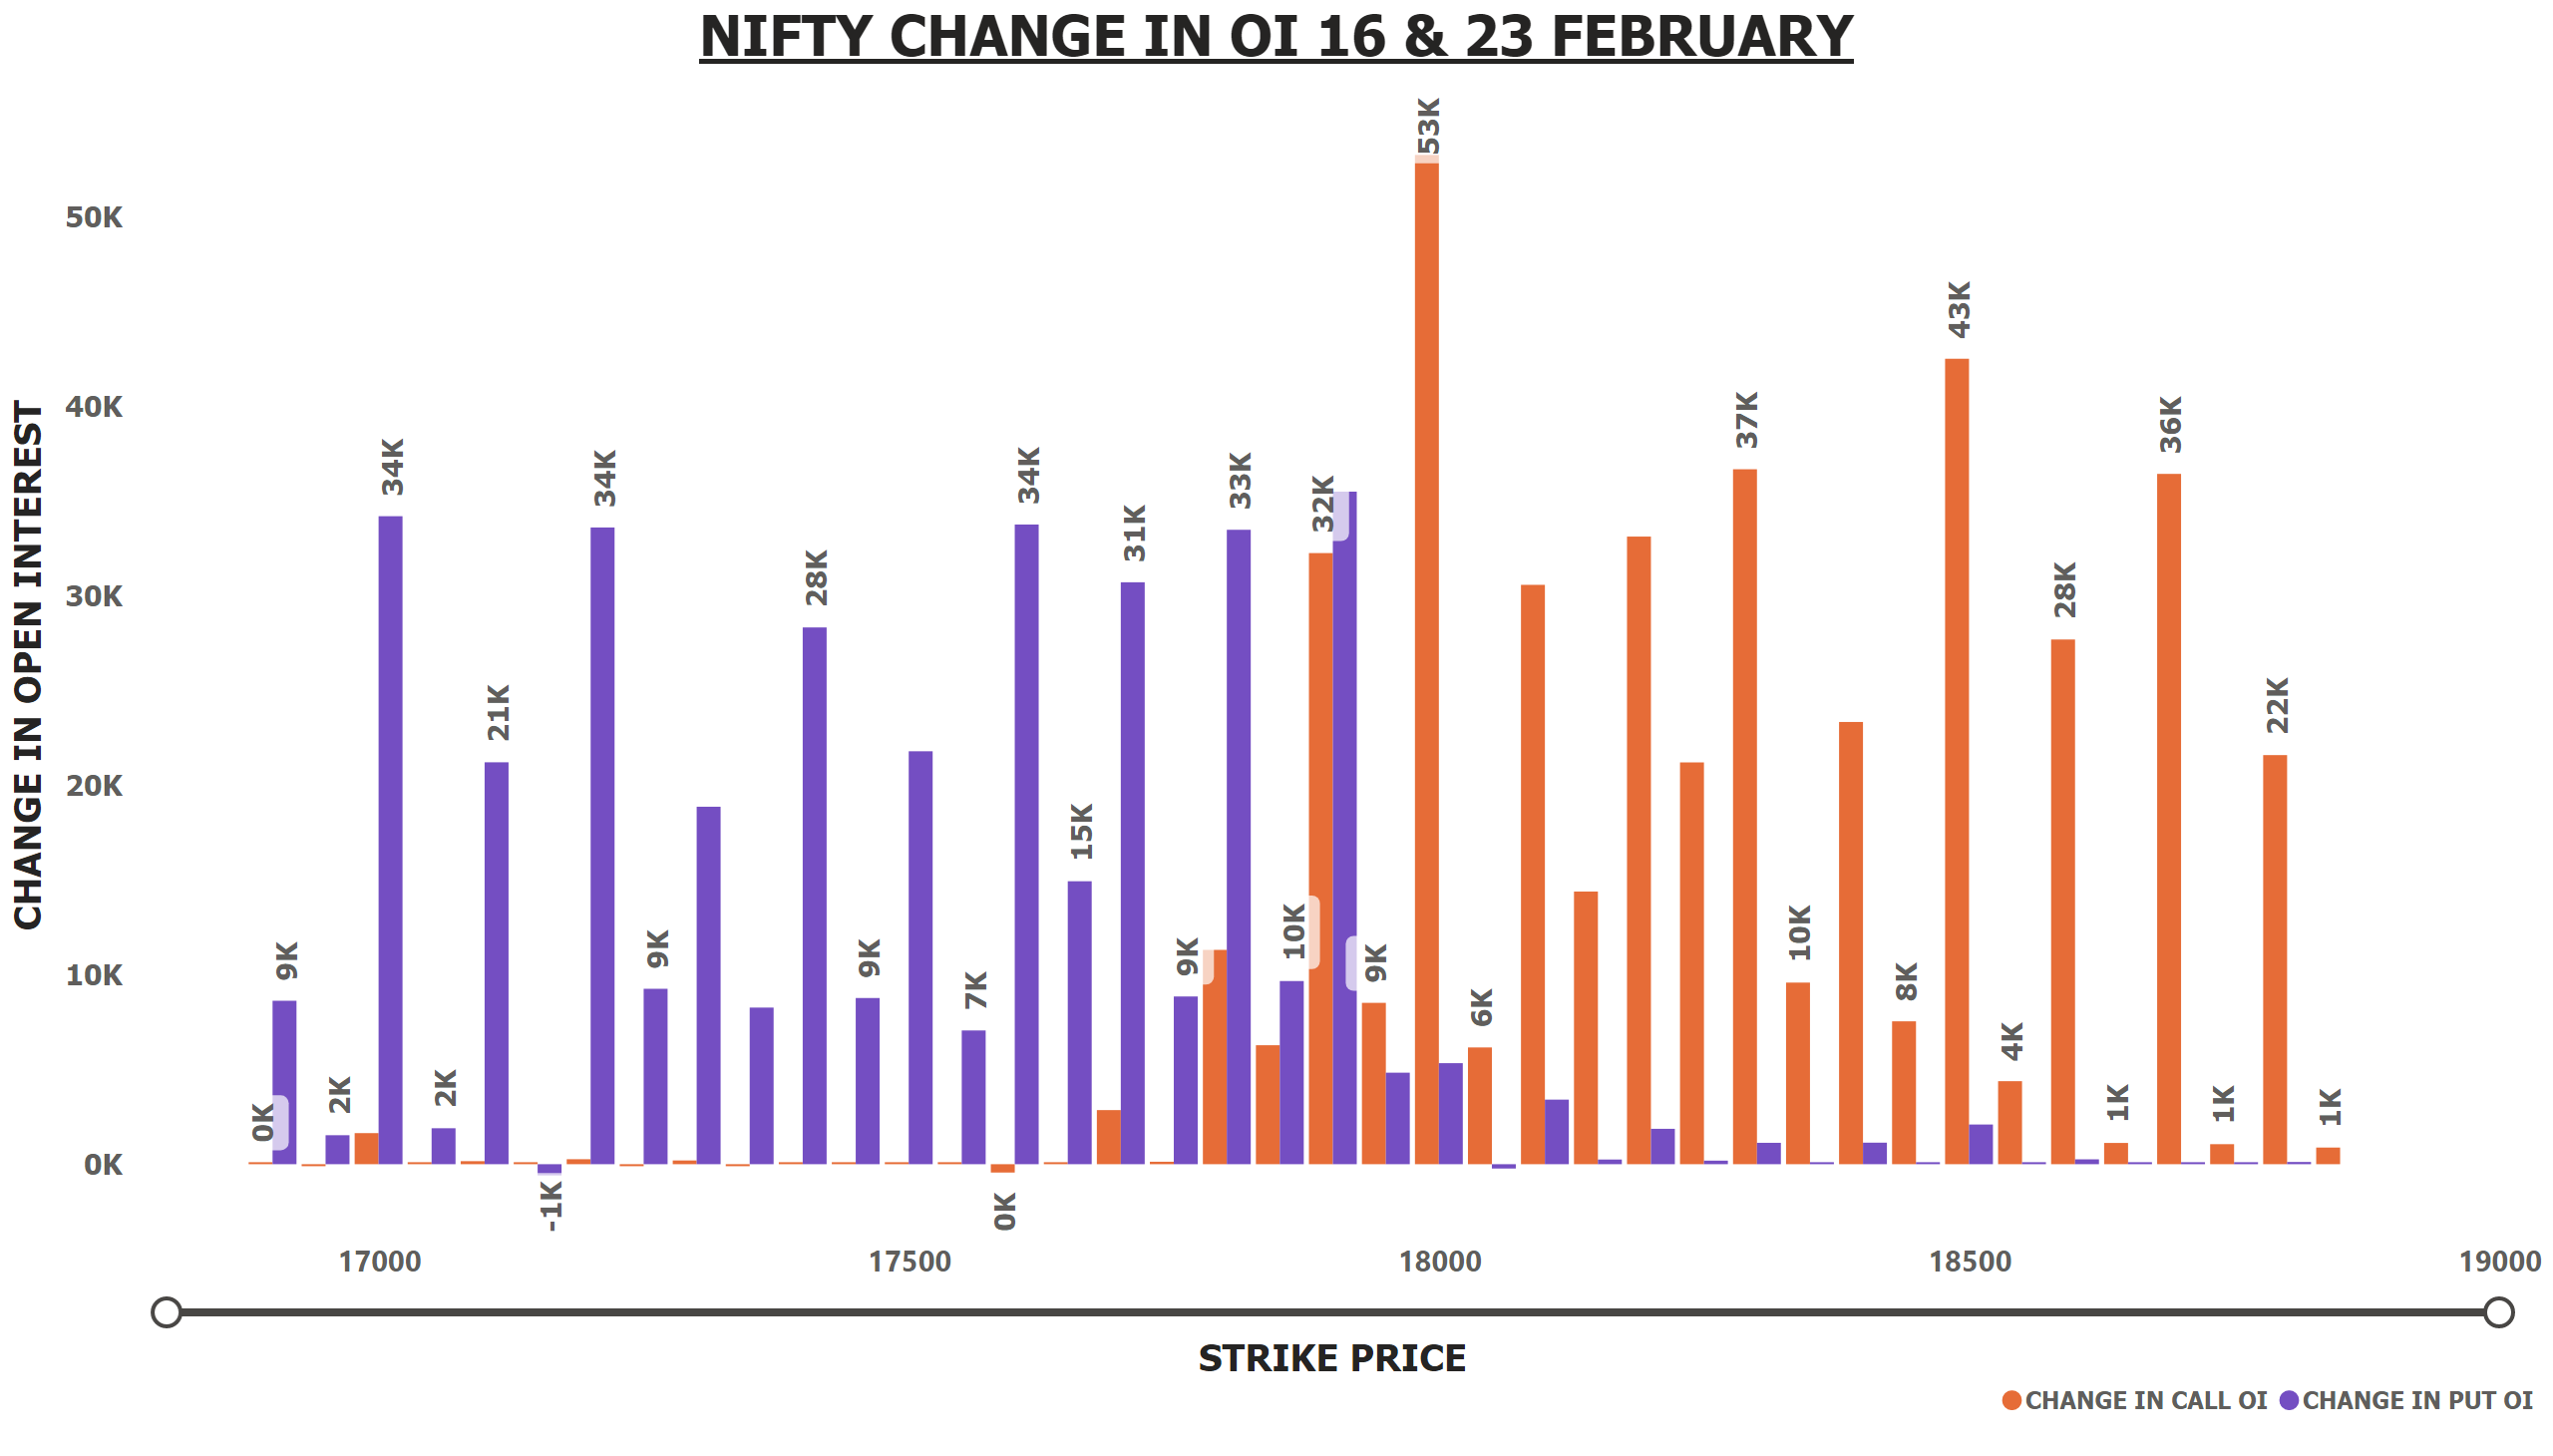 NIFTY CHANGE IN OI 16 & 23 FEBRUARY
CHANGE IN OPEN INTEREST
50K
40K
30K
20K
10K
0K
0K
9K
2K
34K
2K
21K
-1K
34K
9K
28K
9K
7K
0K
34K
15K
31K
9K
33K
10K
32K
9K
53K
6K
37K
10K
8K
43K
4K
28K
1K
36K
1K
22K
1K
17000 17500 18000 18500 19000
STRIKE PRICE
CHANGE IN CALL OI CHANGE IN PUT OI